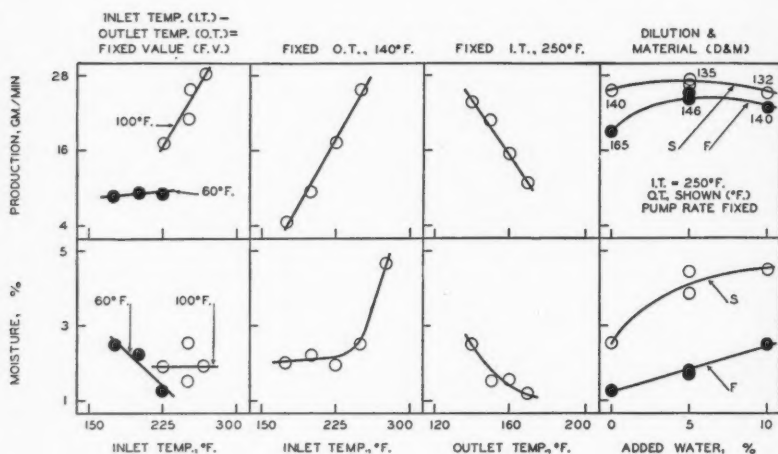 INLET TEMP. (I.T.) –
OUTLET TEMP. (O.T.)=
FIXED VALUE (F.V.)
FIXED O.T., 140°F.
FIXED I.T., 250°F.
DILUTION &
MATERIAL (D&M)
PRODUCTION, GM/MIN
28
16
4
100°F.
60°F.
140
135
132
146
165
140
S
F
I.T. = 250°F.
O.T., SHOWN (°F.)
PUMP RATE FIXED
MOISTURE, %
5
3
1
60°F.
100°F.
S
F
150
225
300
150
225
300
120
160
200
0
5
10
INLET TEMP., °F.
INLET TEMP., °F.
OUTLET TEMP., °F.
ADDED WATER, %